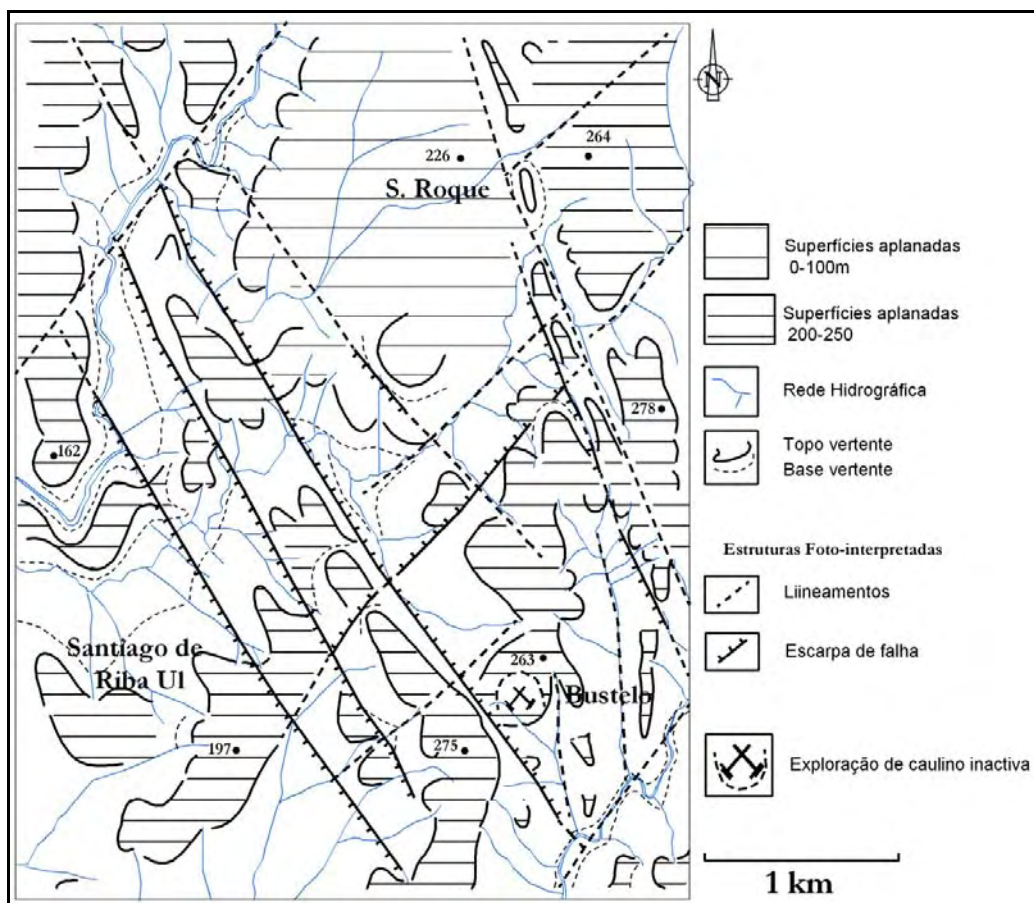 N
264
226
S. Roque
278
162
Santiago de
Riba Ul
263
Bustelo
197
275
Superfícies aplanadas
0-100m
Superfícies aplanadas
200-250
Rede Hidrográfica
Topo vertente
Base vertente
Estruturas Foto-interpretadas
Liineamentos
Escarpa de falha
Exploração de caulino inactiva
1 km